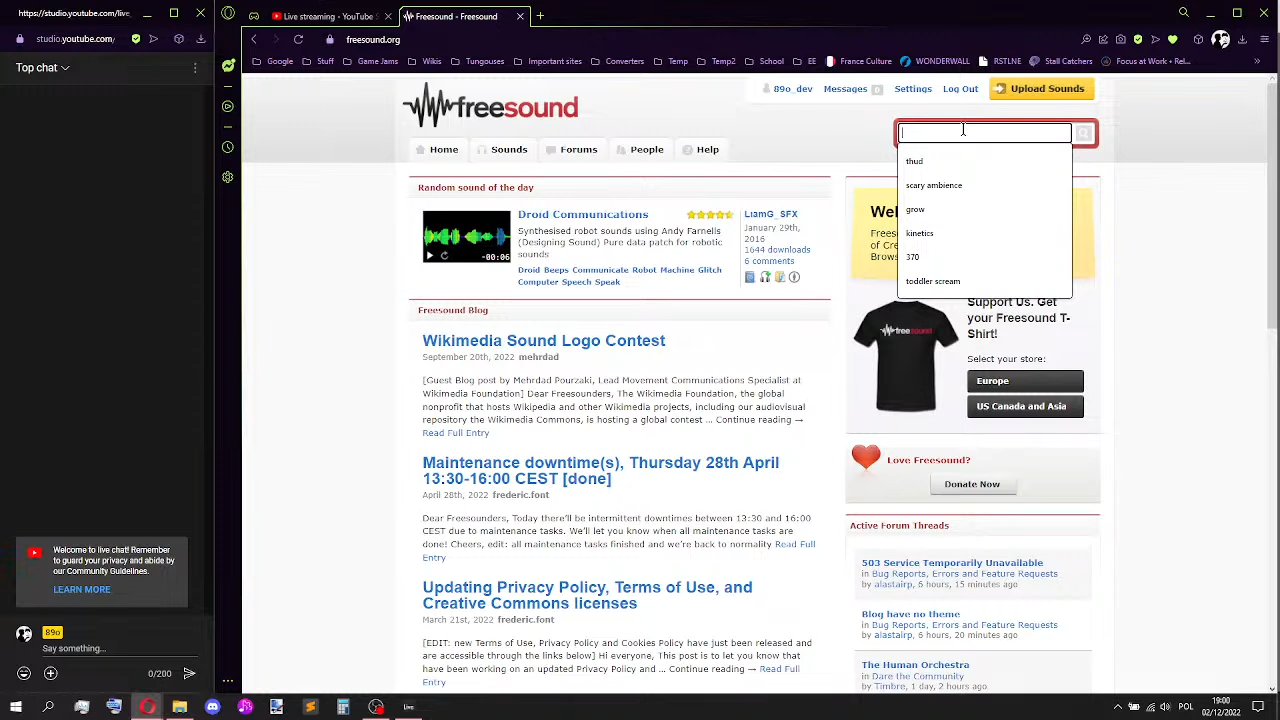 https://studio.youtube.com/
studio.youtube.com/
Top chat
Welcome to live chat! Remember
to guard your privacy and abide by
our Community Guidelines.
LEARN MORE
89o
Say something...
0/200
Live streaming - YouTube S
Freesound - Freesound
freesound.org
Google
Stuff
Game Jams
Wikis
Tungouses
Important sites
Converters
Temp
Temp2
School
EE
France Culture
WONDERWALL
RSTLNE
Stall Catchers
Focus at Work • Rel...
freesound
89o_dev
Messages 0
Settings
Log Out
Upload Sounds
Home
Sounds
Forums
People
Help
thud
scary ambience
grow
kinetics
370
toddler scream
Random sound of the day
-00:06
Droid Communications
Synthesised robot sounds using Andy Farnells
(Designing Sound) Pure data patch for robotic
sounds
Droid Beeps Communicate Robot Machine Glitch
Computer Speech Speak
LiamG_SFX
January 29th,
2016
1644 downloads
6 comments
Freesound Blog
Wikimedia Sound Logo Contest
September 20th, 2022 mehrdad
[Guest Blog post by Mehrdad Pourzaki, Lead Movement Communications Specialist at
Wikimedia Foundation] Dear Freesounders, The Wikimedia Foundation, the global
nonprofit that hosts Wikipedia and other Wikimedia projects, including our audiovisual
repository the Wikimedia Commons, is hosting a global contest ... Continue reading →
Read Full Entry
Maintenance downtime(s), Thursday 28th April
13:30-16:00 CEST [done]
April 28th, 2022 frederic.font
Dear Freesounders, Today there'll be intermittent downtimes between 13:30 and 16:00
CEST due to maintenance tasks. We'll let you know when all maintenance tasks are
done! Cheers, edit: all maintenance tasks finished and we're back to normality Read Full
Entry
Updating Privacy Policy, Terms of Use, and
Creative Commons licenses
March 21st, 2022 frederic.font
[EDIT: new Terms of Use, Privacy Policy and Cookies Policy have just been released and
are accessible through the links below] Hi everyone, This post is to let you know that
have been working on an updated Privacy Policy and ... Continue reading → Read Full
Entry
Wel
Frees
of Cre
Brows
freesound
Support Us. Get
your Freesound T-
Shirt!
Select your store:
Europe
US Canada and Asia
Love Freesound?
Donate Now
Active Forum Threads
503 Service Temporarily Unavailable
in Bug Reports, Errors and Feature Requests
by alastairp, 6 hours, 15 minutes ago
Blog have no theme
in Bug Reports, Errors and Feature Requests
by alastairp, 6 hours, 20 minutes ago
The Human Orchestra
in Dare the Community
by Timbre, 1 day, 2 hours ago
POL
19:00
02/12/2022